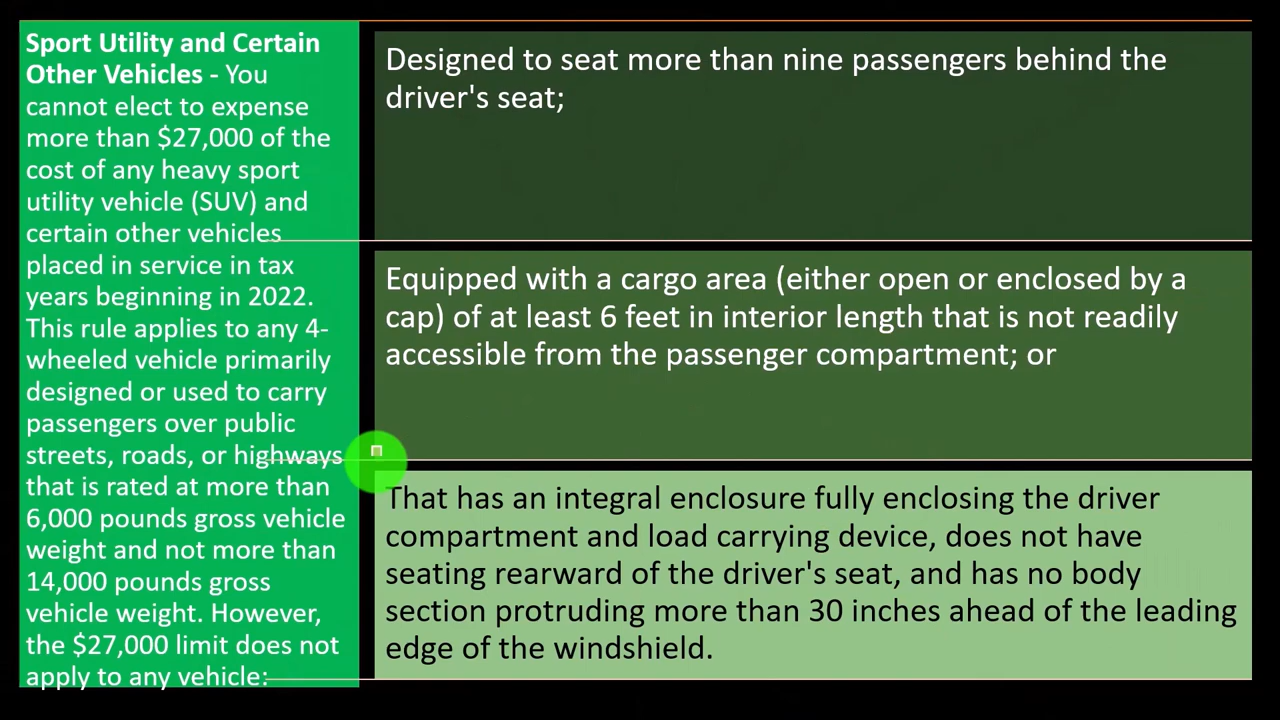 Sport Utility and Certain
Other Vehicles - You
cannot elect to expense
more than $27,000 of the
cost of any heavy sport
utility vehicle (SUV) and
certain other vehicles
placed in service in tax
years beginning in 2022.
This rule applies to any 4-
wheeled vehicle primarily
designed or used to carry
passengers over public
streets, roads, or highways
that is rated at more than
6,000 pounds gross vehicle
weight and not more than
14,000 pounds gross
vehicle weight. However,
the $27,000 limit does not
apply to any vehicle:
Designed to seat more than nine passengers behind the
driver's seat;
Equipped with a cargo area (either open or enclosed by a
cap) of at least 6 feet in interior length that is not readily
accessible from the passenger compartment; or
That has an integral enclosure fully enclosing the driver
compartment and load carrying device, does not have
seating rearward of the driver's seat, and has no body
section protruding more than 30 inches ahead of the leading
edge of the windshield.